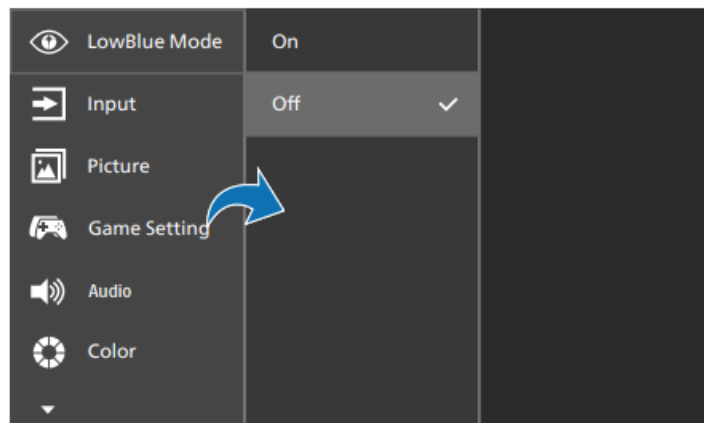 LowBlue Mode
On
Input
Off
Picture
Game Setting
Audio
Color